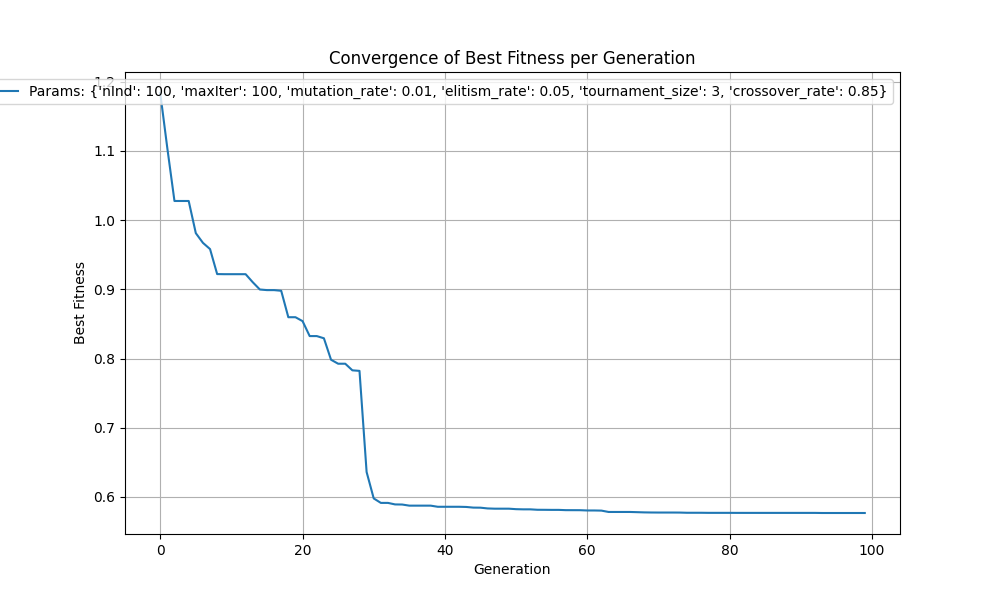 Convergence of Best Fitness per Generation
1.2
Params: {'nInd': 100, 'maxIter': 100, 'mutation_rate': 0.01, 'elitism_rate': 0.05, 'tournament_size': 3, 'crossover_rate': 0.85}
1.1
1.0
0.9
0.8
0.7
0.6
Best Fitness
0 20 40 60 80 100
Generation